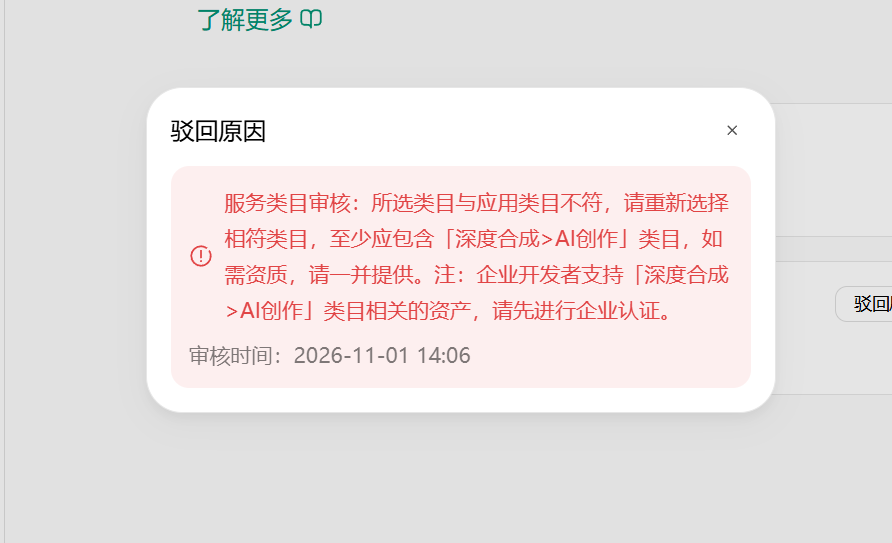 了解更多
驳回原因
服务类目审核：所选类目与应用类目不符，请重新选择
相符类目，至少应包含「深度合成>AI创作」类目，如
需资质，请一并提供。注：企业开发者支持「深度合成
>AI创作」类目相关的资产，请先进行企业认证。
审核时间：2026-11-01 14:06
驳回